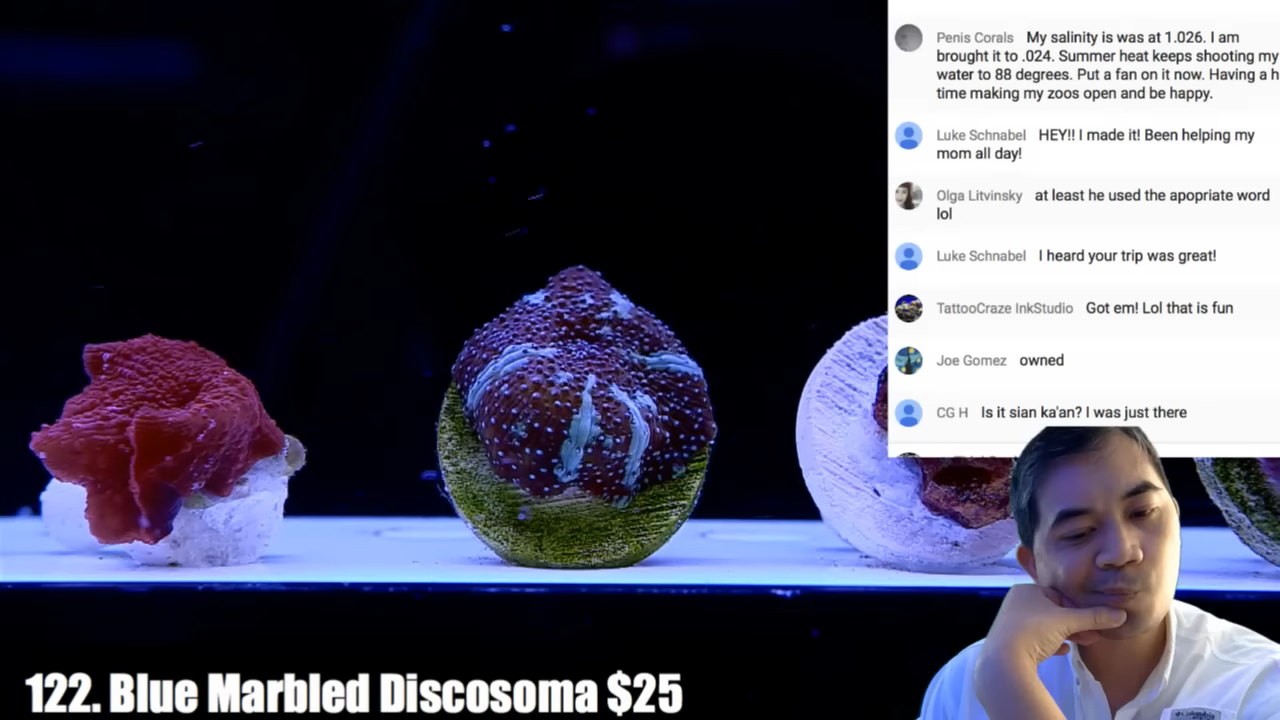 Penis Corals My salinity is was at 1.026. I am
brought it to .024. Summer heat keeps shooting my
water to 88 degrees. Put a fan on it now. Having a h
time making my zoos open and be happy.
Luke Schnabel HEY!! I made it! Been helping my
mom all day!
Olga Litvinsky at least he used the apopriate word
lol
Luke Schnabel I heard your trip was great!
TattooCraze InkStudio Got em! Lol that is fun
Joe Gomez owned
CG H Is it sian ka'an? I was just there
Columbia
122. Blue Marbled Discosoma $25